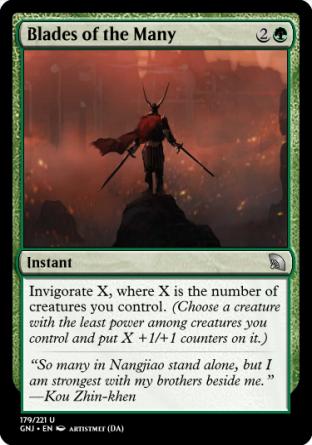 Blades of the Many 2
Instant
Invigorate X, where X is the number of
creatures you control. (Choose a creature
with the least power among creatures you
control and put X +1/+1 counters on it.)
“So many in Nangjiao stand alone, but I
am strongest with my brothers beside me.”
—Kou Zhin-khen
179/221 U
GNJ • EN ARTISTMEF (DA)